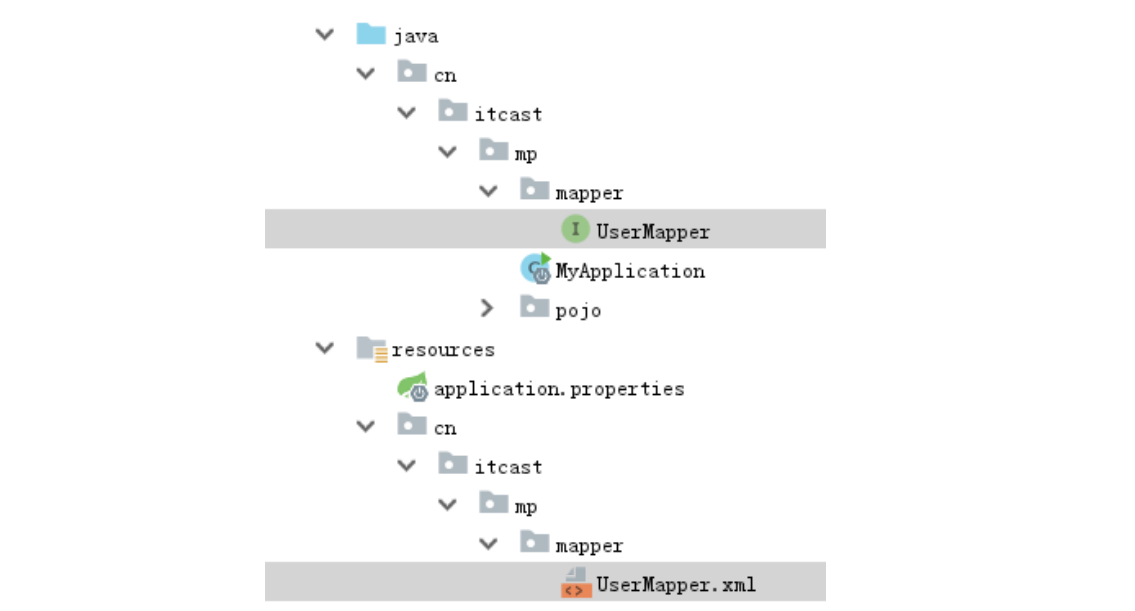 java
cn
itcast
mp
mapper
I UserMapper
C MyApplication
pojo
resources
application.properties
cn
itcast
mp
mapper
<> UserMapper.xml